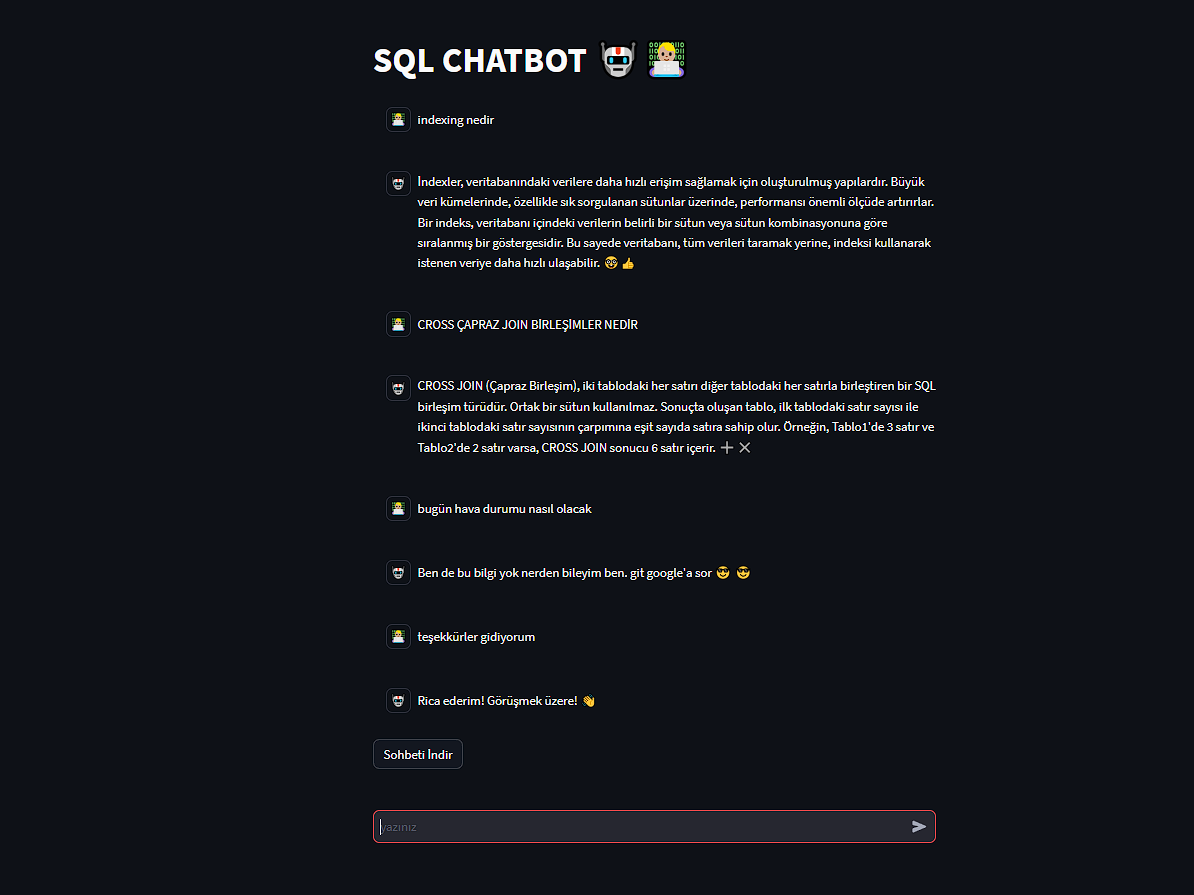 SQL CHATBOT
indexing nedir
Indexler, veritabanındaki verilere daha hızlı erişim sağlamak için oluşturulmuş yapılardır. Büyük
veri kümelerinde, özellikle sık sorgulanan sütunlar üzerinde, performansı önemli ölçüde artırırlar.
Bir indeks, veritabanı içindeki verilerin belirli bir sütun veya sütun kombinasyonuna göre
sıralanmış bir göstergesidir. Bu sayede veritabanı, tüm verileri taramak yerine, indeksi kullanarak
istenen veriye daha hızlı ulaşabilir. 🤓 👍
CROSS ÇAPRAZ JOIN BİRLEŞİMLER NEDİR
CROSS JOIN (Çapraz Birleşim), iki tablodaki her satırı diğer tablodaki her satırla birleştiren bir SQL
birleşim türüdür. Ortak bir sütun kullanılmaz. Sonuçta oluşan tablo, ilk tablodaki satır sayısı ile
ikinci tablodaki satır sayısının çarpımına eşit sayıda satıra sahip olur. Örneğin, Tablo1'de 3 satır ve
Tablo2'de 2 satır varsa, CROSS JOIN sonucu 6 satır içerir. ➕ ✖️
bugün hava durumu nasıl olacak
Ben de bu bilgi yok nerden bileyim ben. git google'a sor 😎 😎
teşekkürler gidiyorum
Rica ederim! Görüşmek üzere! 👋
Sohbeti İndir
yazınız